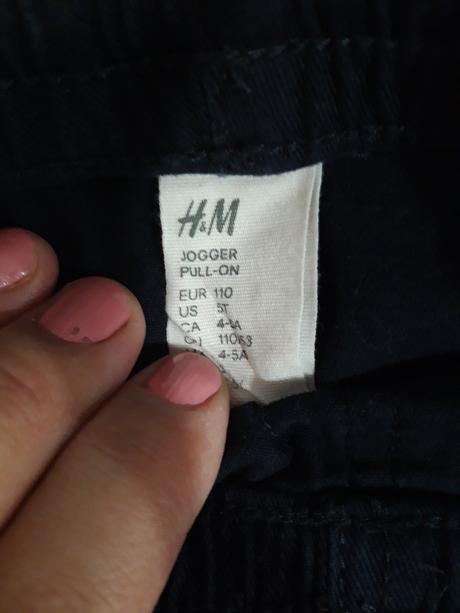 H&M
JOGGER
PULL-ON
EUR 110
US 5T
CA 4-5A
110/53
4-5A